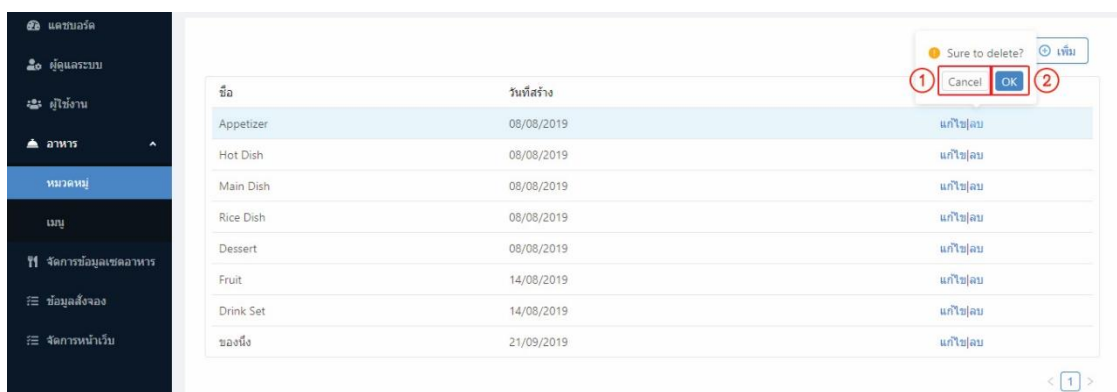 แดชบอร์ด
ผู้ดูแลระบบ
ผู้ใช้งาน
อาหาร
หมวดหมู่
เมนู
จัดการข้อมูลเซตอาหาร
ข้อมูลสั่งจอง
จัดการหน้าเว็บ
Sure to delete? เพิ่ม
1 Cancel OK 2
ชื่อ วันที่สร้าง
Appetizer 08/08/2019 แก้ไข|ลบ
Hot Dish 08/08/2019 แก้ไข|ลบ
Main Dish 08/08/2019 แก้ไข|ลบ
Rice Dish 08/08/2019 แก้ไข|ลบ
Dessert 08/08/2019 แก้ไข|ลบ
Fruit 14/08/2019 แก้ไข|ลบ
Drink Set 14/08/2019 แก้ไข|ลบ
ของนึ่ง 21/09/2019 แก้ไข|ลบ
< 1 >